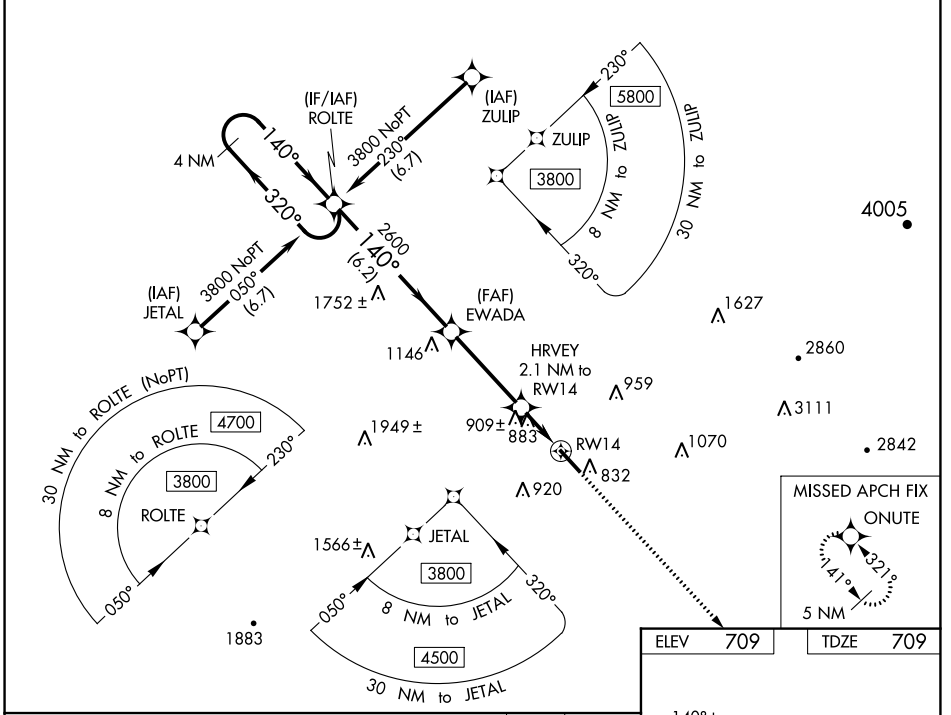 (IF/IAF)
ROLTE
(IAF)
ZULIP
3800 NoPT
230°
(6.7)
4 NM
140°
320°
3800 NoPT
050°
(6.7)
(IAF)
JETAL
2600
140°
(6.2)
(FAF)
EWADA
HRVEY
2.1 NM to
RW14
RW14
230°
5800
ZULIP
3800
8 NM to ZULIP
30 NM to ZULIP
320°
4005
1752 ±
1146
1627
2860
959
3111
909±
883
1949 ±
1070
2842
832
920
1566 ±
1883
30 NM to ROLTE (NoPT)
4700
8 NM to ROLTE
3800
ROLTE
230°
050°
JETAL
3800
050°
320°
8 NM to JETAL
4500
30 NM to JETAL
MISSED APCH FIX
ONUTE
321°
141°
5 NM
ELEV 709
TDZE 709